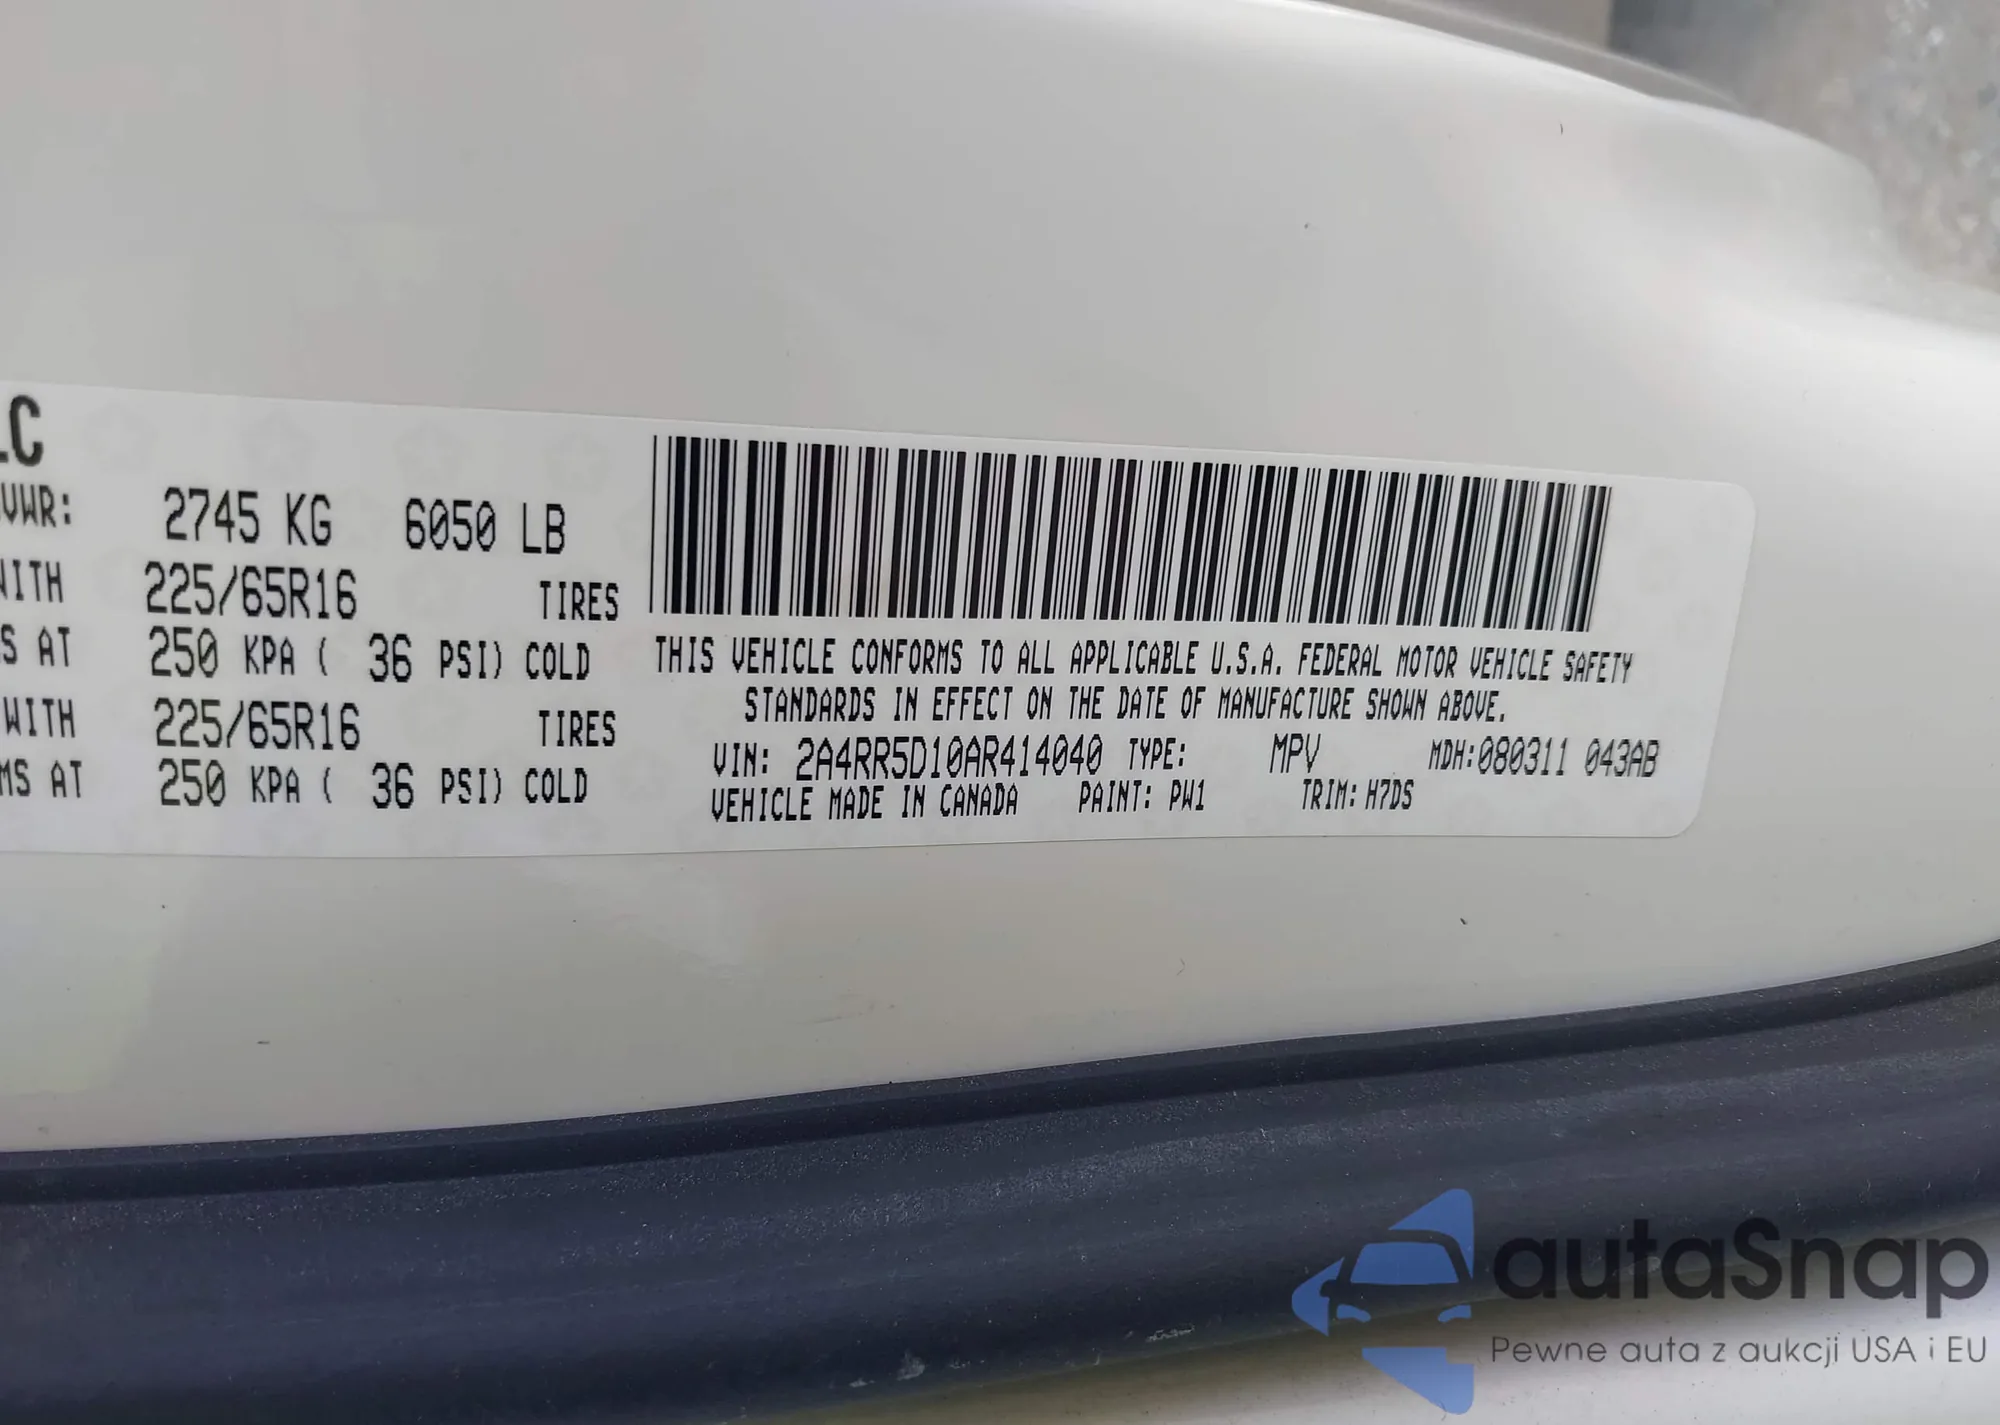 LC
VWR: 2745 KG 6050 LB
WITH 225/65R16 TIRES
S AT 250 KPA ( 36 PSI) COLD
WITH 225/65R16 TIRES
MS AT 250 KPA ( 36 PSI) COLD
THIS VEHICLE CONFORMS TO ALL APPLICABLE U.S.A. FEDERAL MOTOR VEHICLE SAFETY
STANDARDS IN EFFECT ON THE DATE OF MANUFACTURE SHOWN ABOVE.
VIN: 2A4RR5D10AR414040 TYPE: MPV MDH:080311 043AB
VEHICLE MADE IN CANADA PAINT: PW1 TRIM: H7DS
autaSnap
Pewne auta z aukcji USA i EU